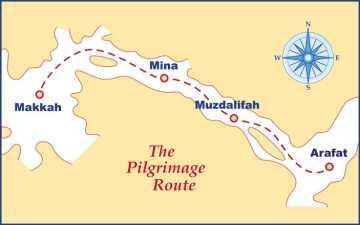 N
W E
S
Mina
Makkah
Muzdalifah
Arafat
The
Pilgrimage
Route